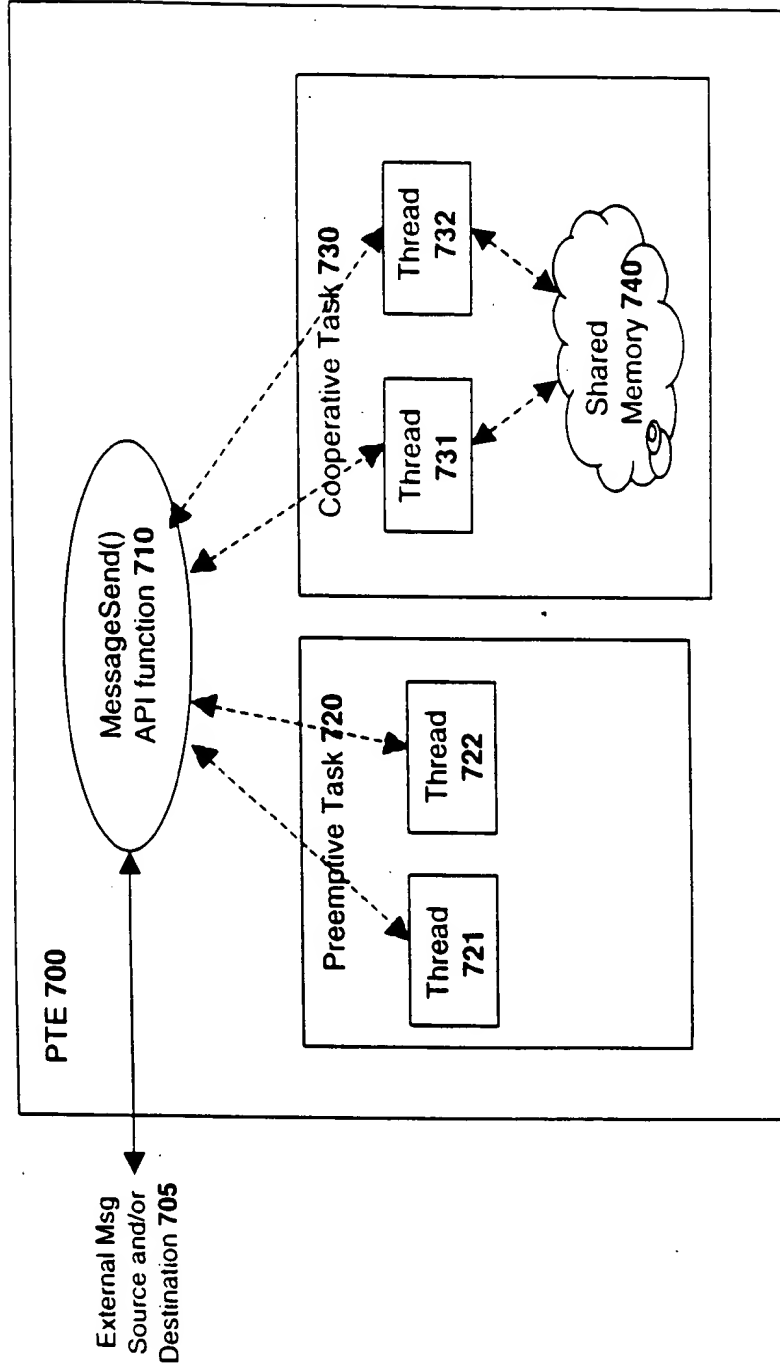 External Msg
Source and/or
Destination 705
PTE 700
MessageSend()
API function 710
Preemptive Task 720
Thread
721
Thread
722
Cooperative Task 730
Thread
731
Thread
732
Shared
Memory 740